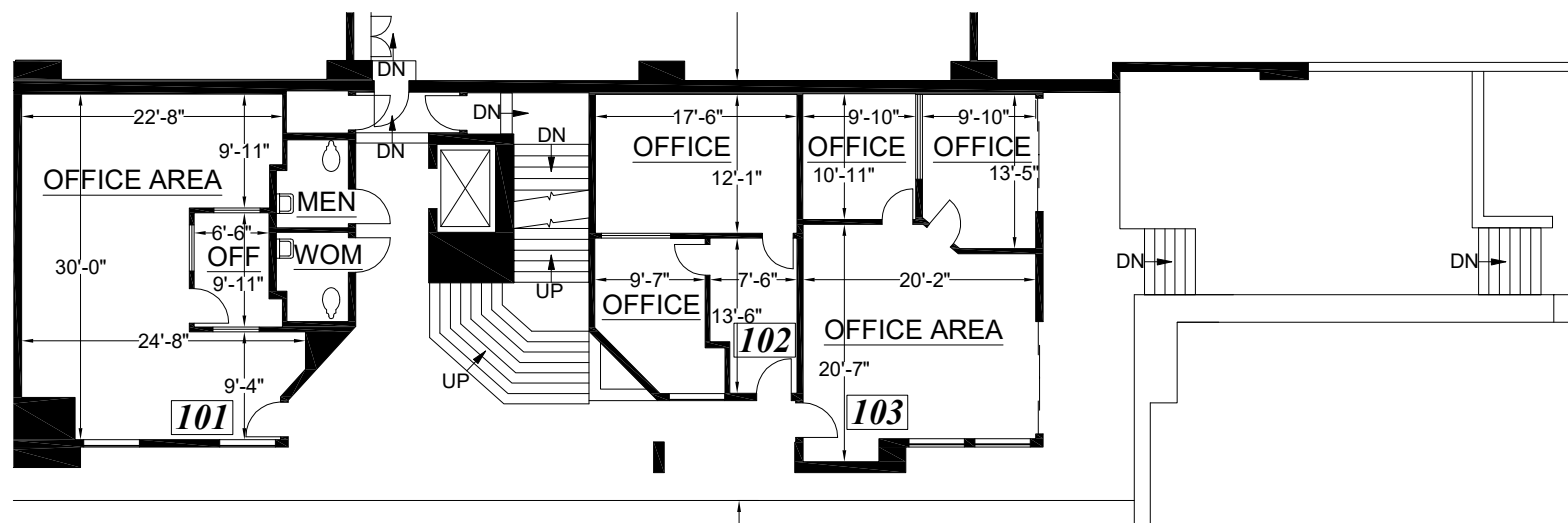 DN
22'-8"
9'-11"
OFFICE AREA
30'-0"
6'-6"
OFF
9'-11"
24'-8"
9'-4"
101
MEN
WOM
DN
DN
DN
UP
UP
17'-6"
OFFICE
12'-1"
9'-7"
OFFICE
7'-6"
13'-6"
102
9'-10"
OFFICE
10'-11"
9'-10"
OFFICE
13'-5"
20'-2"
OFFICE AREA
20'-7"
103
DN
DN